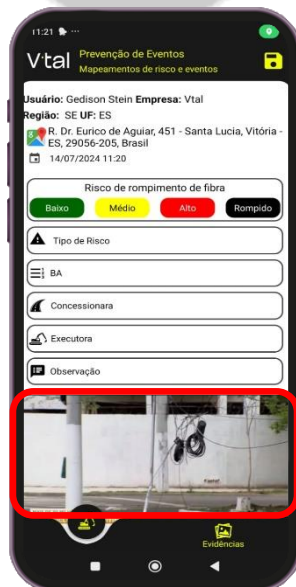 11:21
V.tal
Prevenção de Eventos
Mapeamentos de risco e eventos
Usuário: Gedison Stein Empresa: Vtal
Região: SE UF: ES
R. Dr. Eurico de Aguiar, 451 - Santa Lucia, Vitória -
ES, 29056-205, Brasil
14/07/2024 11:20
Risco de rompimento de fibra
Baixo Médio Alto Rompido
Tipo de Risco
BA
Concessionara
Executora
Observação
Evidências